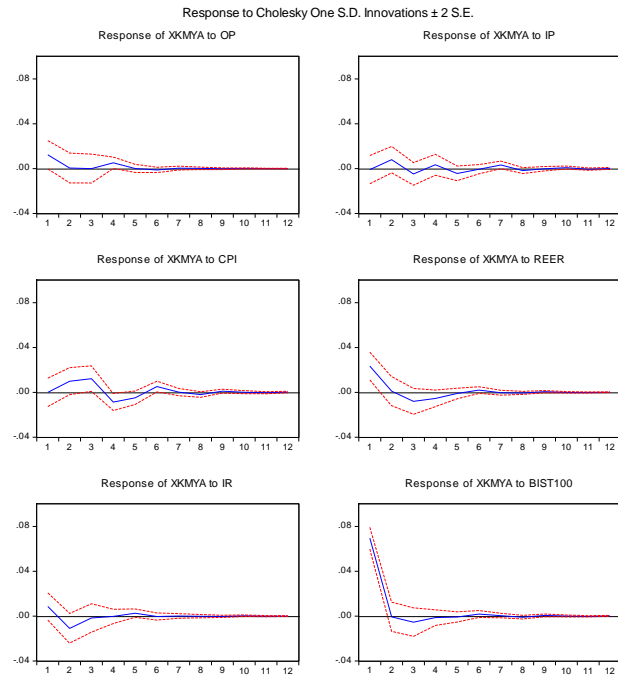 Response to Cholesky One S.D. Innovations ± 2 S.E.
Response of XKMYA to OP
.08
.04
.00
-.04
1 2 3 4 5 6 7 8 9 10 11 12
Response of XKMYA to IP
.08
.04
.00
-.04
1 2 3 4 5 6 7 8 9 10 11 12
Response of XKMYA to CPI
.08
.04
.00
-.04
1 2 3 4 5 6 7 8 9 10 11 12
Response of XKMYA to REER
.08
.04
.00
-.04
1 2 3 4 5 6 7 8 9 10 11 12
Response of XKMYA to IR
.08
.04
.00
-.04
1 2 3 4 5 6 7 8 9 10 11 12
Response of XKMYA to BIST100
.08
.04
.00
-.04
1 2 3 4 5 6 7 8 9 10 11 12